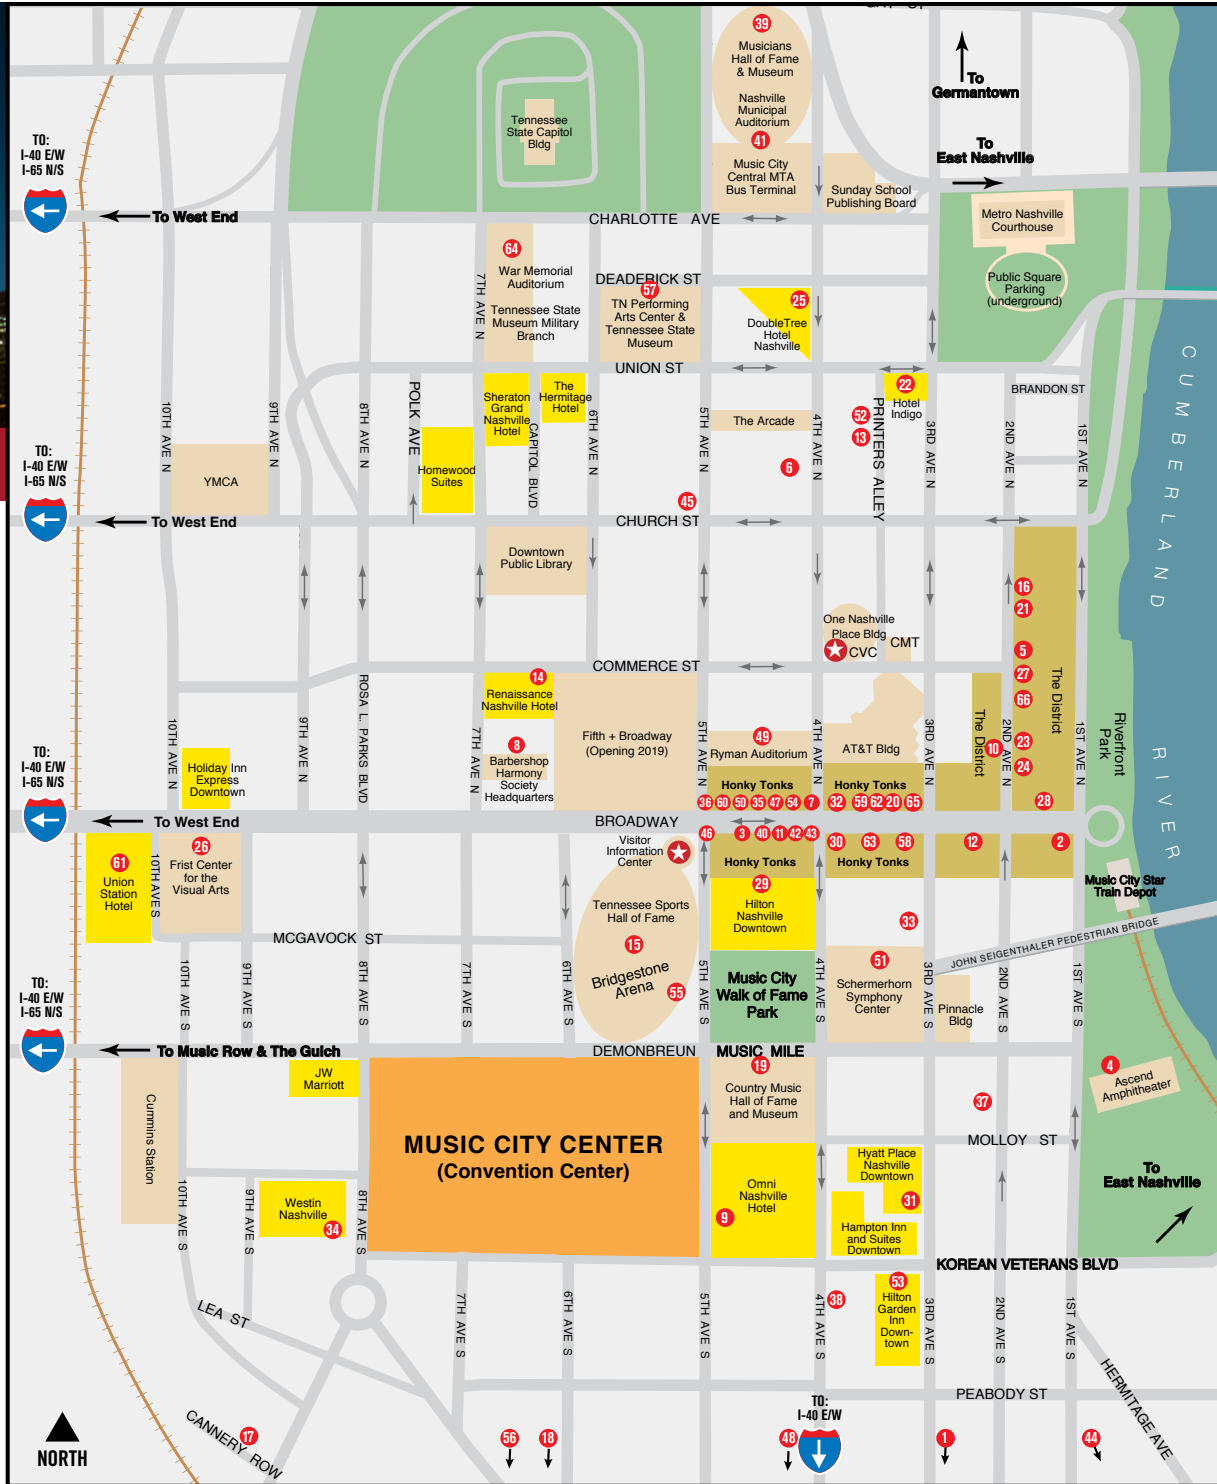 GAY ST
39
Musicians
Hall of Fame
& Museum
Nashville
Municipal
Auditorium
41
Music City
Central MTA
Bus Terminal
To
Germantown
To
East Nashville
Tennessee
State Capitol
Bldg
Sunday School
Publishing Board
Metro Nashville
Courthouse
Public Square
Parking
(underground)
TO:
I-40 E/W
I-65 N/S
To West End
CHARLOTTE AVE
64
War Memorial
Auditorium
Tennessee State
Museum Military
Branch
7TH AVE N
DEADERICK ST
57
TN Performing
Arts Center &
Tennessee State
Museum
25
DoubleTree
Hotel
Nashville
UNION ST
BRANDON ST
10TH AVE N
9TH AVE N
8TH AVE N
POLK AVE
Sheraton
Grand
Nashville
Hotel
The
Hermitage
Hotel
CAPITOL BLVD
6TH AVE N
5TH AVE N
The Arcade
4TH AVE N
52
13
PRINTERS ALLEY
22
Hotel
Indigo
3RD AVE N
2ND AVE N
1ST AVE N
CUMBERLAND
RIVER
6
45
Homewood
Suites
YMCA
TO:
I-40 E/W
I-65 N/S
To West End
CHURCH ST
Downtown
Public Library
One Nashville
Place Bldg
CVC
CMT
16
21
5
27
66
23
24
28
The District
The District
10
COMMERCE ST
ROSA L. PARKS BLVD
10TH AVE N
9TH AVE N
7TH AVE N
5TH AVE N
4TH AVE N
3RD AVE N
2ND AVE N
1ST AVE N
Riverfront
Park
14
Renaissance
Nashville Hotel
8
Barbershop
Harmony
Society
Headquarters
Fifth + Broadway
(Opening 2019)
49
Ryman Auditorium
AT&T Bldg
Honky Tonks
Honky Tonks
36 60 50 35 47 54 7
32 59 62 20 65
Holiday Inn
Express
Downtown
TO:
I-40 E/W
I-65 N/S
To West End
BROADWAY
46 3 40 11 42 43
30 63 58
12
2
Honky Tonks
Honky Tonks
Visitor
Information
Center
61
Union
Station
Hotel
10TH AVE S
26
Frist Center
for the
Visual Arts
29
Hilton
Nashville
Downtown
Tennessee Sports
Hall of Fame
15
Bridgestone
Arena
55
33
Music City Star
Train Depot
JOHN SEIGENTHALER PEDESTRIAN BRIDGE
MCGAVOCK ST
51
Schermerhorn
Symphony
Center
Pinnacle
Bldg
Music City
Walk of Fame
Park
10TH AVE S
9TH AVE S
8TH AVE S
7TH AVE S
6TH AVE S
5TH AVE S
4TH AVE S
3RD AVE S
2ND AVE S
1ST AVE S
TO:
I-40 E/W
I-65 N/S
To Music Row & The Gulch
DEMONBREUN
MUSIC MILE
JW
Marriott
19
Country Music
Hall of Fame
and Museum
4
Ascend
Amphitheater
37
Cummins Station
MUSIC CITY CENTER
(Convention Center)
MOLLOY ST
Hyatt Place
Nashville
Downtown
31
To
East Nashville
Omni
Nashville
Hotel
9
Hampton Inn
and Suites
Downtown
10TH AVE S
9TH AVE S
Westin
Nashville
34
8TH AVE S
KOREAN VETERANS BLVD
53
Hilton
Garden
Inn
Down-
town
38
LEA ST
7TH AVE S
6TH AVE S
5TH AVE S
4TH AVE S
3RD AVE S
2ND AVE S
1ST AVE S
HERMITAGE AVE
PEABODY ST
TO:
I-40 E/W
NORTH
CANNERY ROW
17
56
18
48
1
44